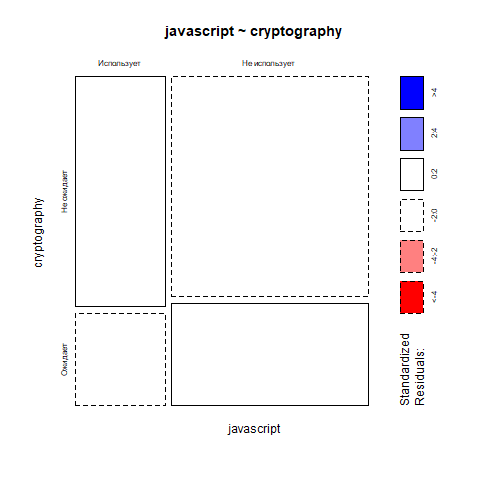 javascript ~ cryptography
Использует
Не использует
Не ожидает
Ожидает
cryptography
javascript
>4
2:4
0:2
-2:0
-4:-2
<-4
Standardized
Residuals: